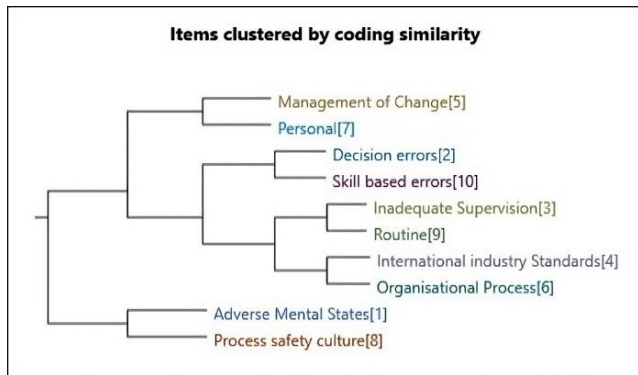 Items clustered by coding similarity
Management of Change[5]
Personal[7]
Decision errors[2]
Skill based errors[10]
Inadequate Supervision[3]
Routine[9]
International industry Standards[4]
Organisational Process[6]
Adverse Mental States[1]
Process safety culture[8]